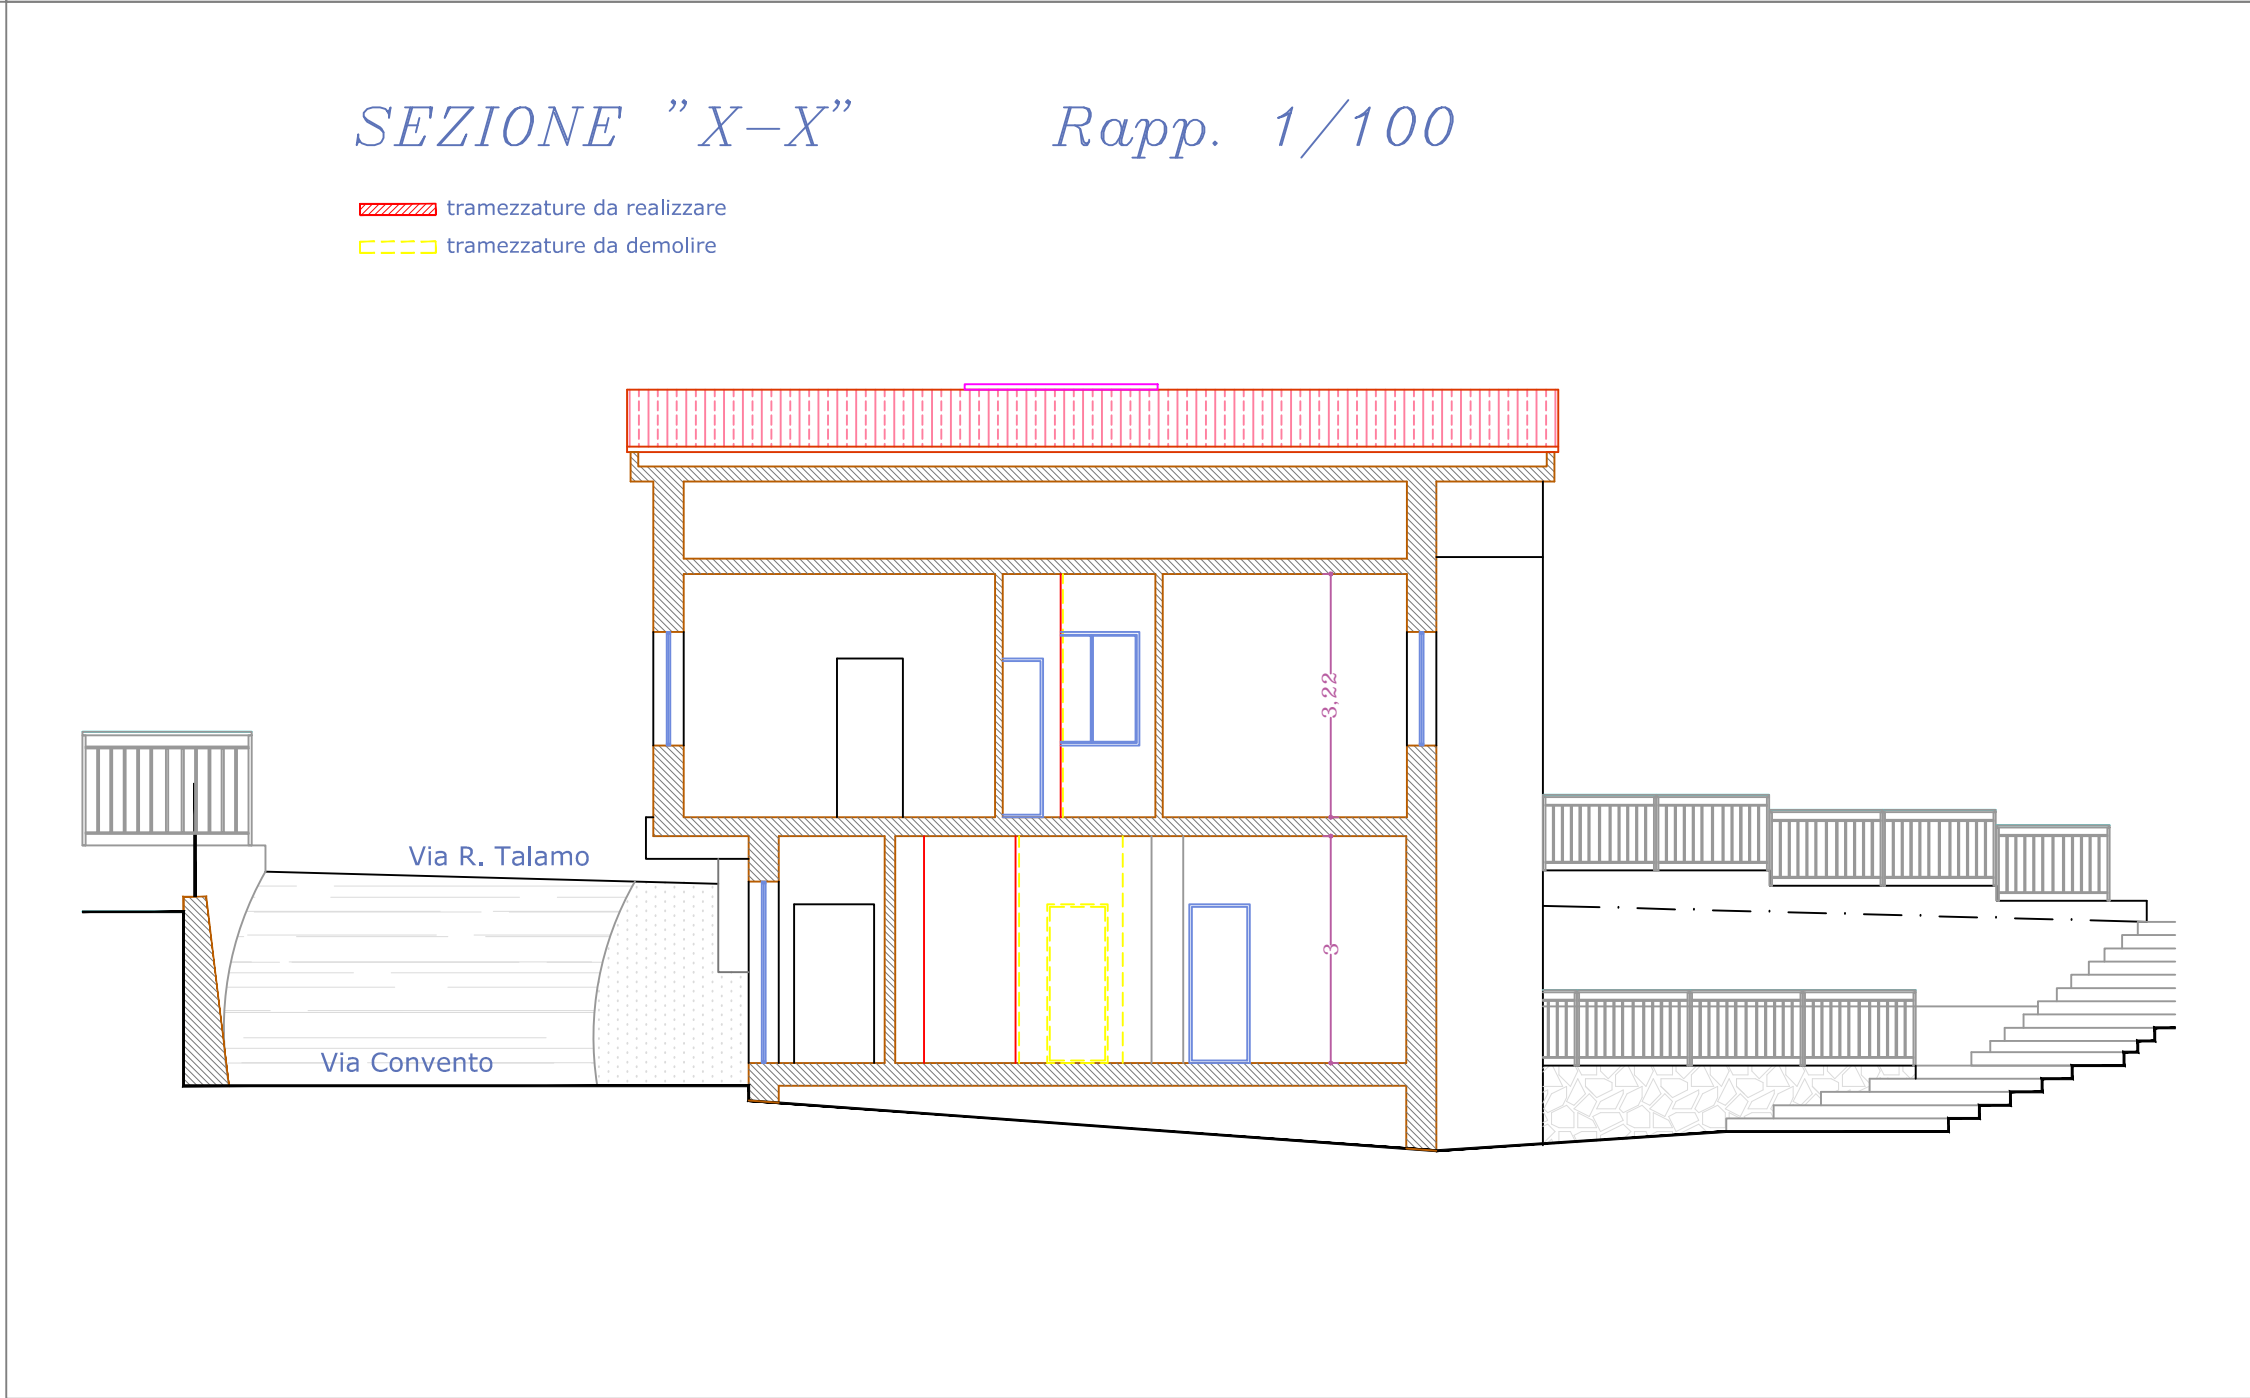 SEZIONE "X-X" Rapp. 1/100
tramezzature da realizzare
tramezzature da demolire
3,22
Via R. Talamo
3
Via Convento